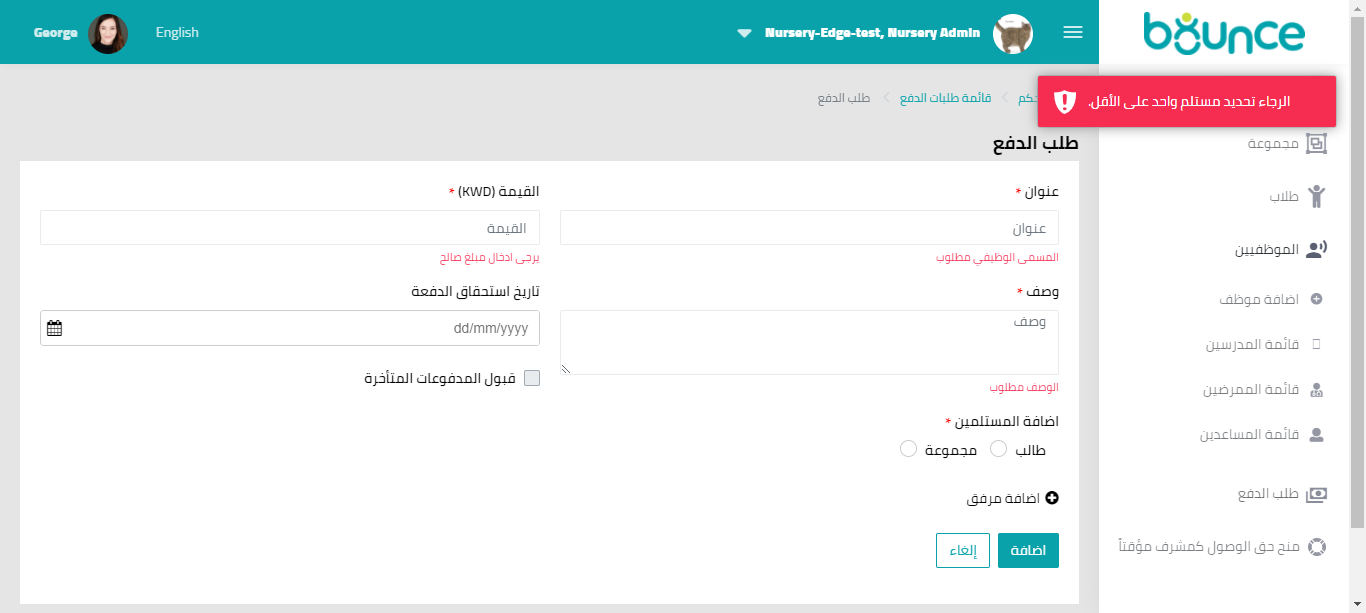 bounce
Nursery-Edge-test, Nursery Admin
English
George
الرجاء تحديد مستلم واحد على الأقل.
قائمة طلبات الدفع
طلب الدفع
طلب الدفع
عنوان *
عنوان
المسمى الوظيفي مطلوب
القيمة (KWD) *
القيمة
يرجى ادخال مبلغ صالح
وصف *
وصف
الوصف مطلوب
تاريخ استحقاق الدفعة
dd/mm/yyyy
قبول المدفوعات المتأخرة
اضافة المستلمين *
طالب
مجموعة
اضافة مرفق
اضافة
إلغاء
مجموعة
طلاب
الموظفيين
اضافة موظف
قائمة المدرسين
قائمة الممرضين
قائمة المساعدين
طلب الدفع
منح حق الوصول كمشرف مؤقتاً